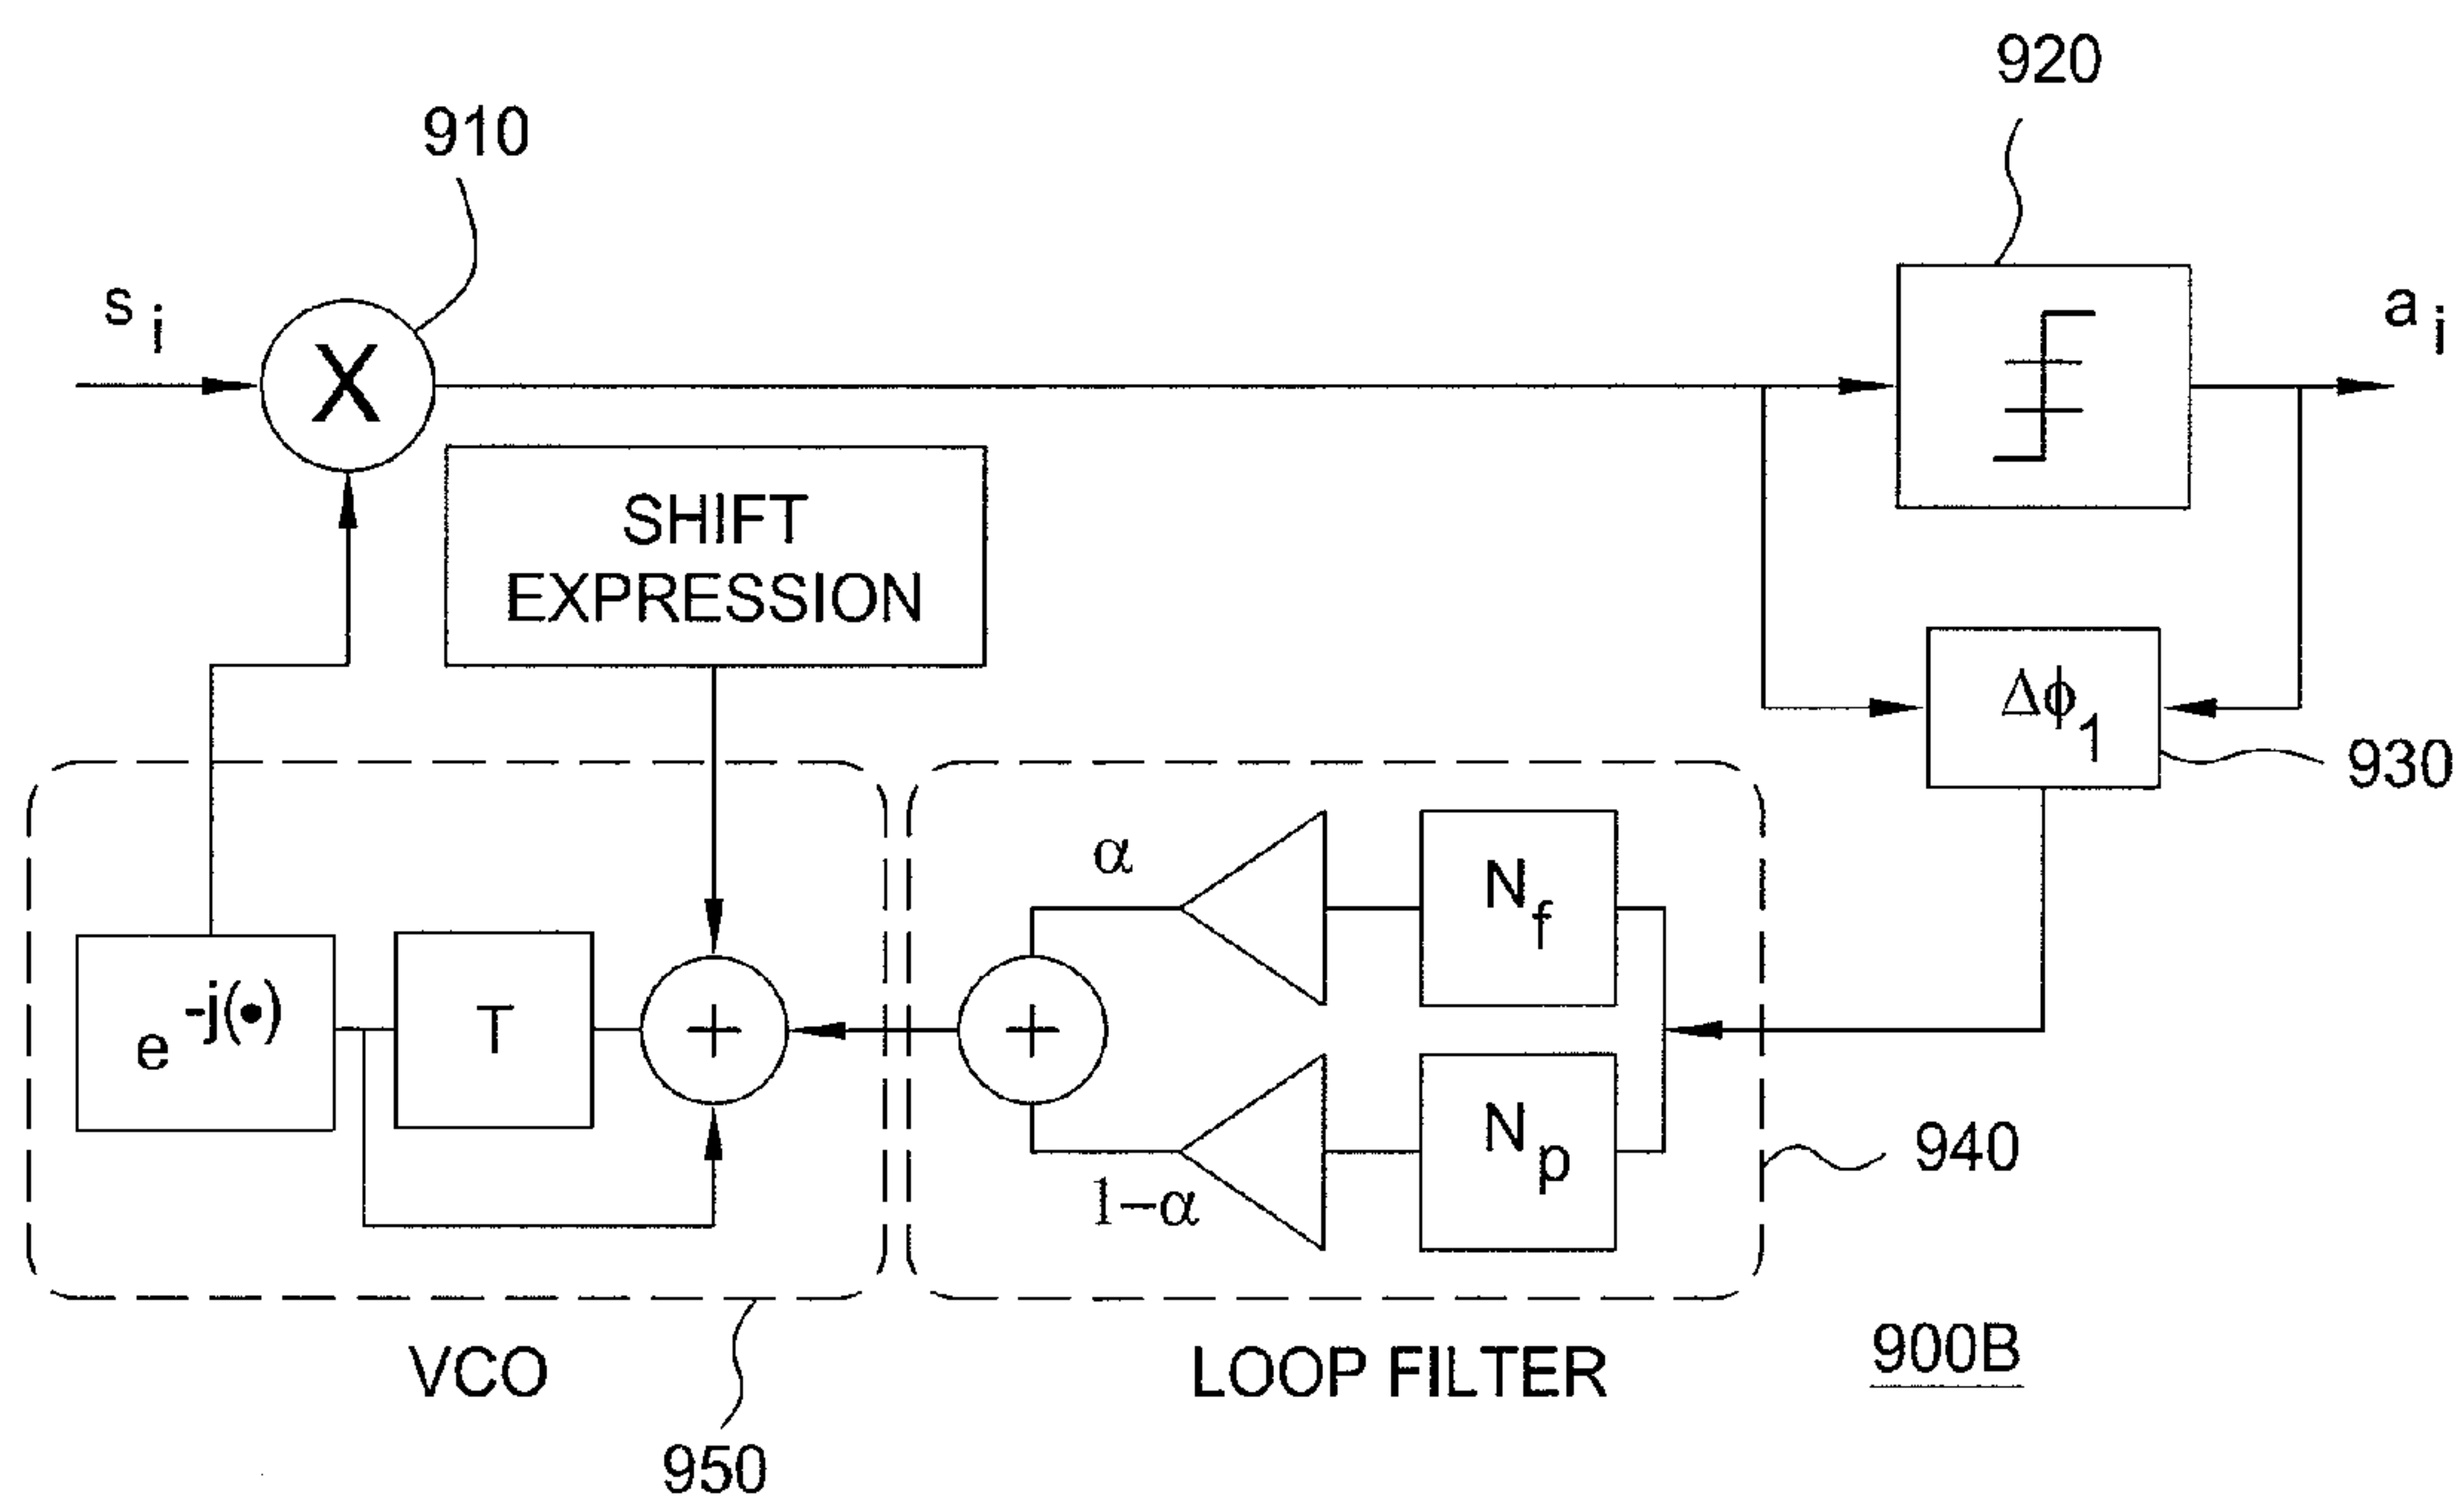 920
910
s i
a i
X
SHIFT
EXPRESSION
Δϕ 1
930
α
N f
e -j(•)
T
+
+
N p
1-α
940
VCO
LOOP FILTER
900B
950